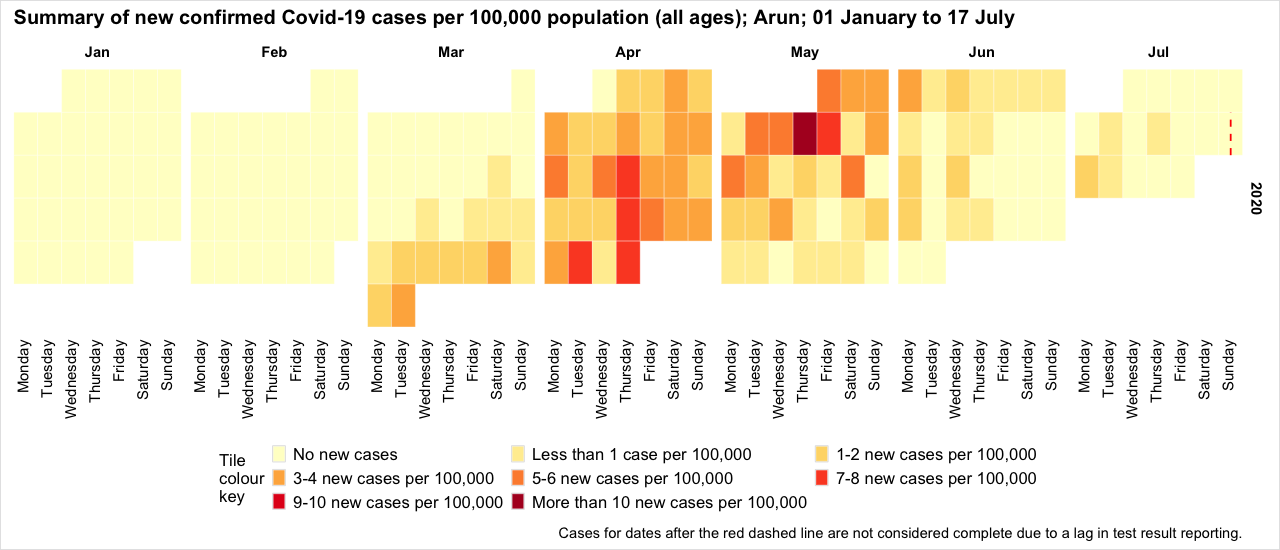 Summary of new confirmed Covid-19 cases per 100,000 population (all ages); Arun; 01 January to 17 July
Jan Feb Mar Apr May Jun Jul
2020
Monday Tuesday Wednesday Thursday Friday Saturday Sunday Monday Tuesday Wednesday Thursday Friday Saturday Sunday Monday Tuesday Wednesday Thursday Friday Saturday Sunday Monday Tuesday Wednesday Thursday Friday Saturday Sunday Monday Tuesday Wednesday Thursday Friday Saturday Sunday Monday Tuesday Wednesday Thursday Friday Saturday Sunday Monday Tuesday Wednesday Thursday Friday Saturday Sunday
Tile colour key
No new cases Less than 1 case per 100,000 1-2 new cases per 100,000
3-4 new cases per 100,000 5-6 new cases per 100,000 7-8 new cases per 100,000
9-10 new cases per 100,000 More than 10 new cases per 100,000
Cases for dates after the red dashed line are not considered complete due to a lag in test result reporting.